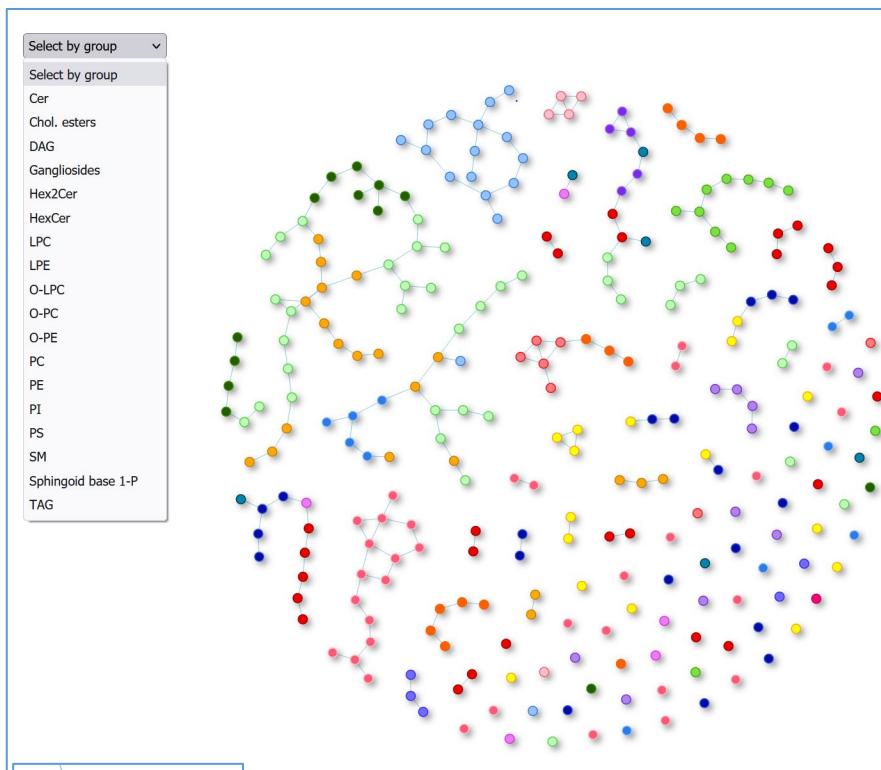 Select by group
Select by group
Cer
Chol. esters
DAG
Gangliosides
Hex2Cer
HexCer
LPC
LPE
O-LPC
O-PC
O-PE
PC
PE
PI
PS
SM
Sphingoid base 1-P
TAG